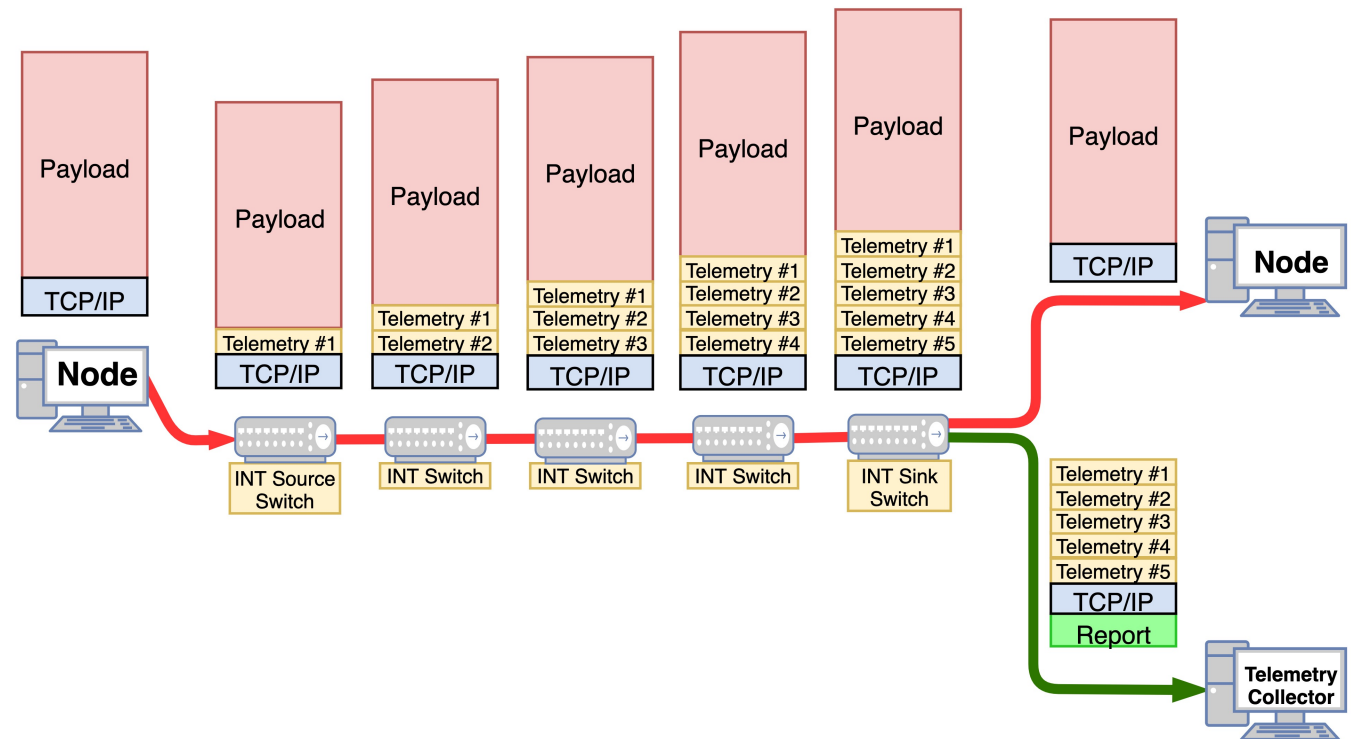 Payload
TCP/IP
Node
Payload
Telemetry #1
TCP/IP
INT Source
Switch
Payload
Telemetry #1
Telemetry #2
TCP/IP
INT Switch
Payload
Telemetry #1
Telemetry #2
Telemetry #3
TCP/IP
INT Switch
Payload
Telemetry #1
Telemetry #2
Telemetry #3
Telemetry #4
TCP/IP
INT Switch
Payload
Telemetry #1
Telemetry #2
Telemetry #3
Telemetry #4
Telemetry #5
TCP/IP
INT Sink
Switch
Payload
TCP/IP
Node
Telemetry #1
Telemetry #2
Telemetry #3
Telemetry #4
Telemetry #5
TCP/IP
Report
Telemetry
Collector